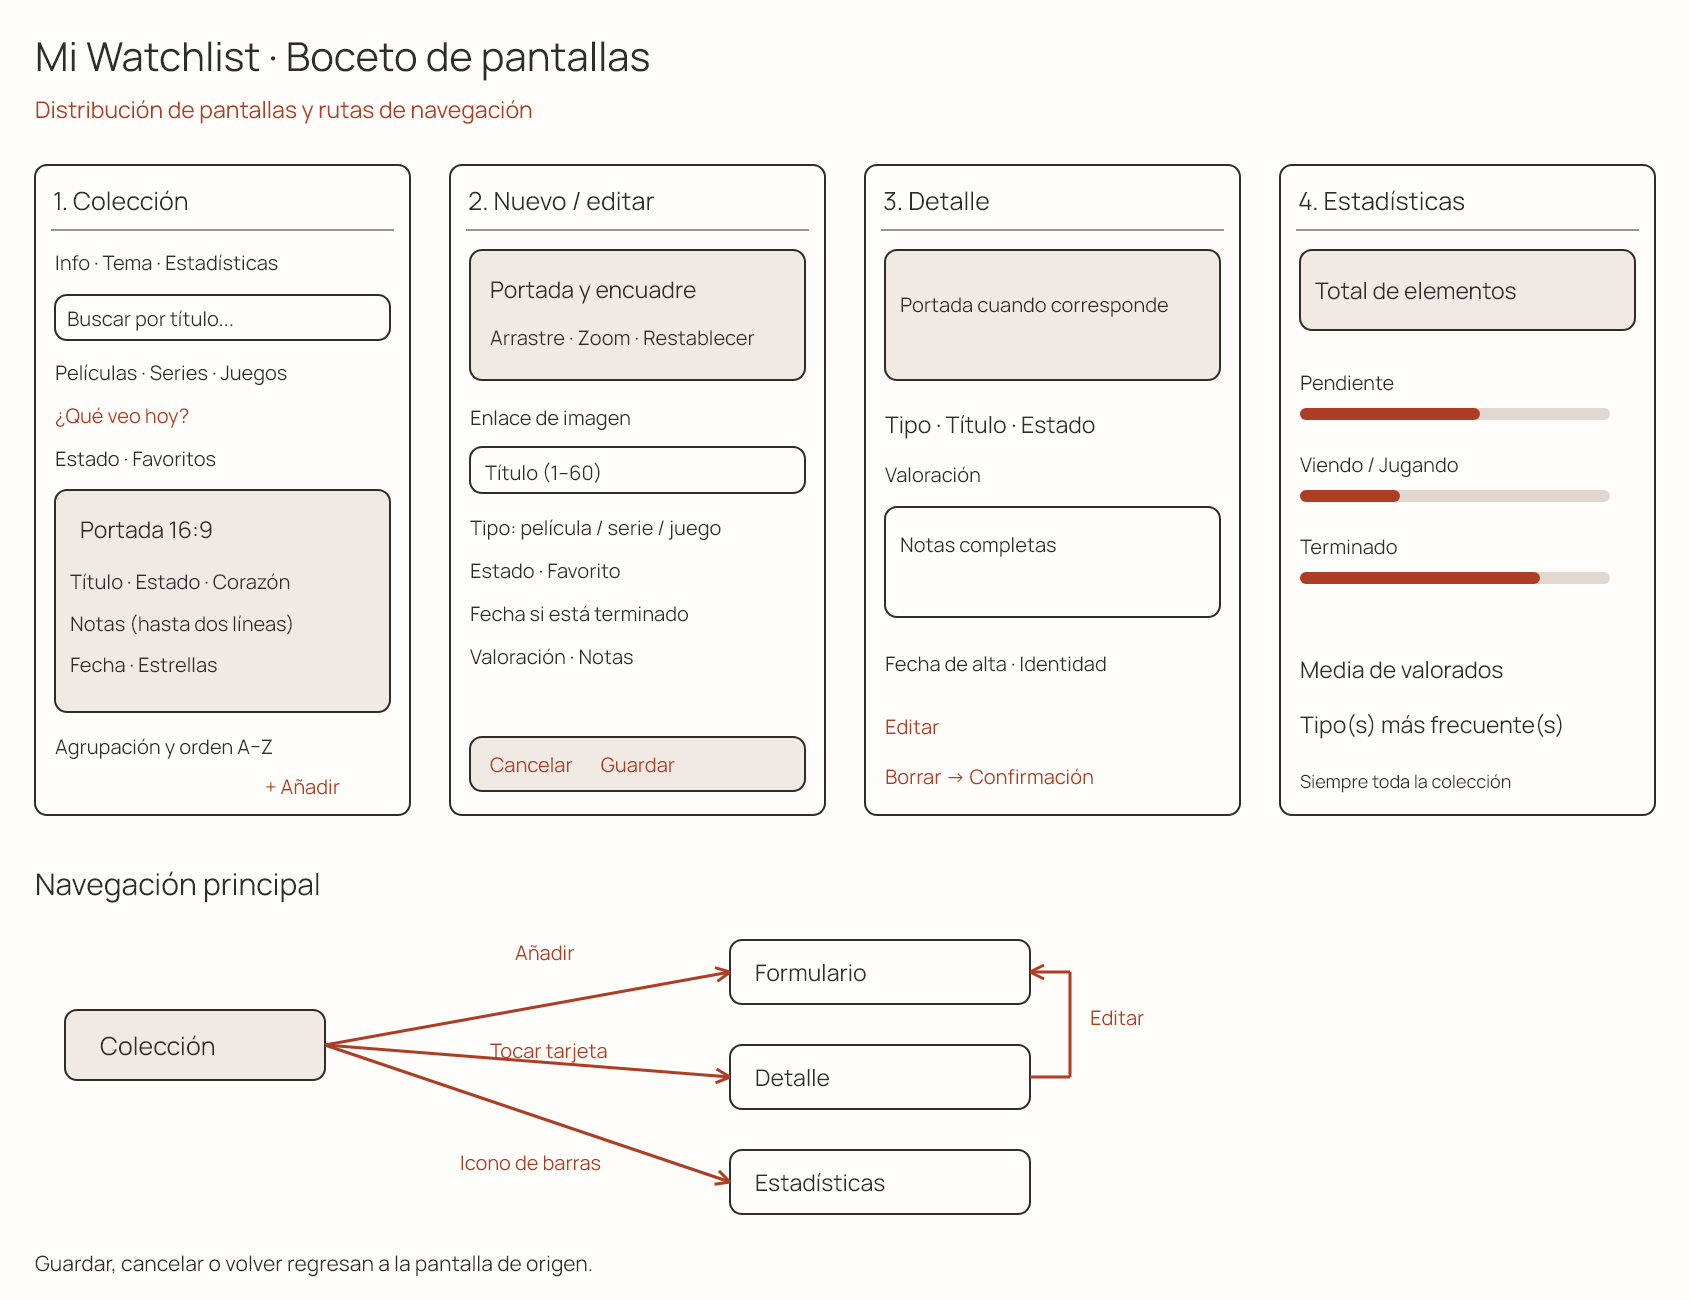 Mi Watchlist · Boceto de pantallas
Distribución de pantallas y rutas de navegación
1. Colección
Info · Tema · Estadísticas
Buscar por título...
Películas · Series · Juegos
¿Qué veo hoy?
Estado · Favoritos
Portada 16:9
Título · Estado · Corazón
Notas (hasta dos líneas)
Fecha · Estrellas
Agrupación y orden A–Z
+ Añadir
2. Nuevo / editar
Portada y encuadre
Arrastre · Zoom · Restablecer
Enlace de imagen
Título (1–60)
Tipo: película / serie / juego
Estado · Favorito
Fecha si está terminado
Valoración · Notas
Cancelar Guardar
3. Detalle
Portada cuando corresponde
Tipo · Título · Estado
Valoración
Notas completas
Fecha de alta · Identidad
Editar
Borrar → Confirmación
4. Estadísticas
Total de elementos
Pendiente
Viendo / Jugando
Terminado
Media de valorados
Tipo(s) más frecuente(s)
Siempre toda la colección
Navegación principal
Colección
Añadir
Tocar tarjeta
Icono de barras
Formulario
Detalle
Estadísticas
Editar
Guardar, cancelar o volver regresan a la pantalla de origen.